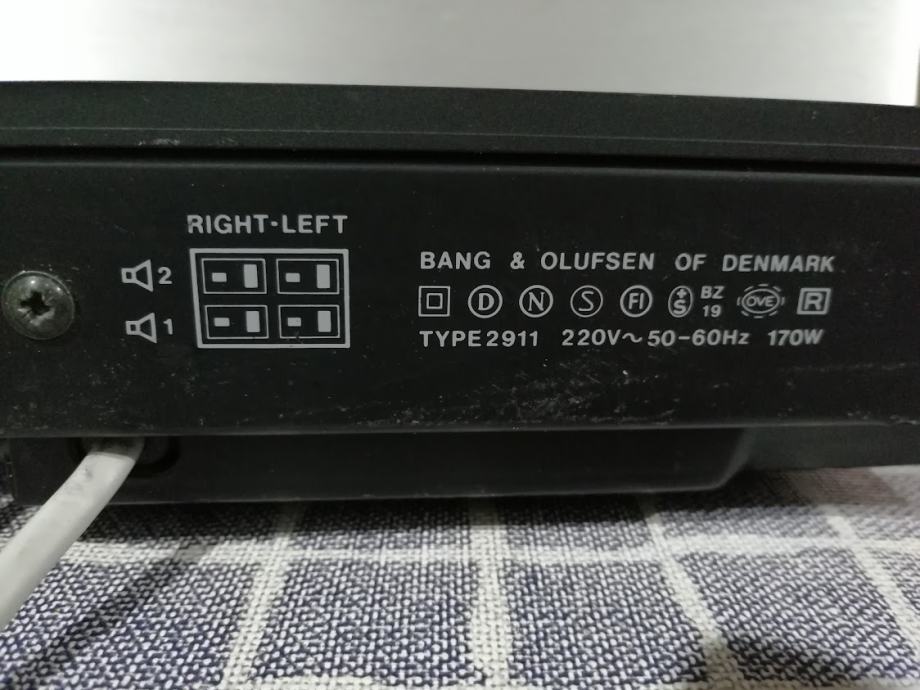 RIGHT-LEFT
2
1
BANG & OLUFSEN OF DENMARK
D N S FI +S BZ 19 OVE R
TYPE 2911 220V~50-60Hz 170W